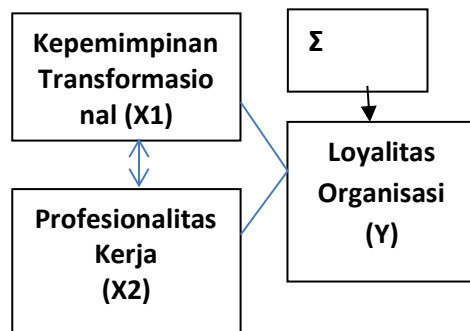 Kepemimpinan
Transformasio
nal (X1)
Σ
Loyalitas
Organisasi
(Y)
Profesionalitas
Kerja
(X2)